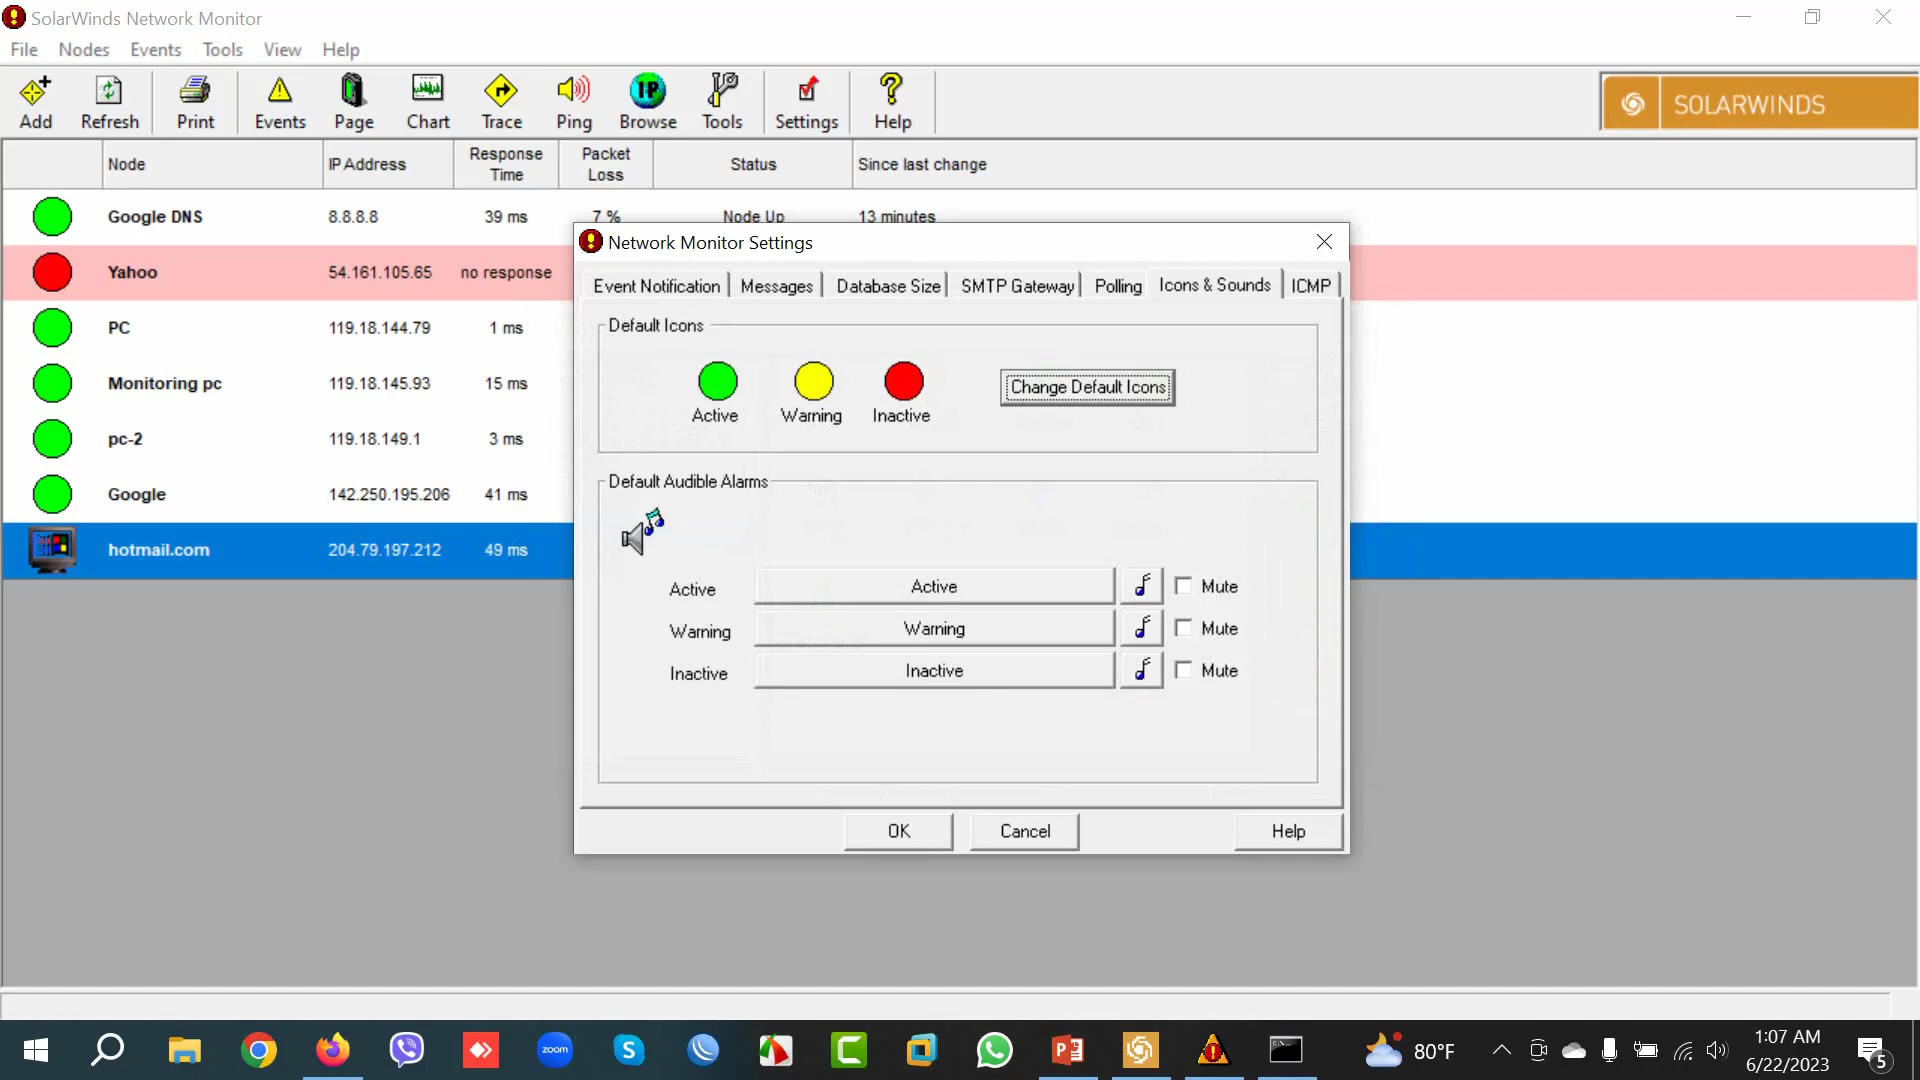 SolarWinds Network Monitor
File Nodes Events Tools View Help
Add Refresh Print Events Page Chart Trace Ping Browse Tools Settings Help
IP
SOLARWINDS
Node IP Address Response Time Packet Loss Status Since last change
Google DNS 8.8.8.8 39 ms 7 % Node Up 13 minutes
Yahoo 54.161.105.65 no response
PC 119.18.144.79 1 ms
Monitoring pc 119.18.145.93 15 ms
pc-2 119.18.149.1 3 ms
Google 142.250.195.206 41 ms
hotmail.com 204.79.197.212 49 ms
Network Monitor Settings
Event Notification Messages Database Size SMTP Gateway Polling Icons & Sounds ICMP
Default Icons
Active Warning Inactive
Change Default Icons
Default Audible Alarms
Active Active Mute
Warning Warning Mute
Inactive Inactive Mute
OK Cancel Help
zoom
80°F
1:07 AM
6/22/2023
5